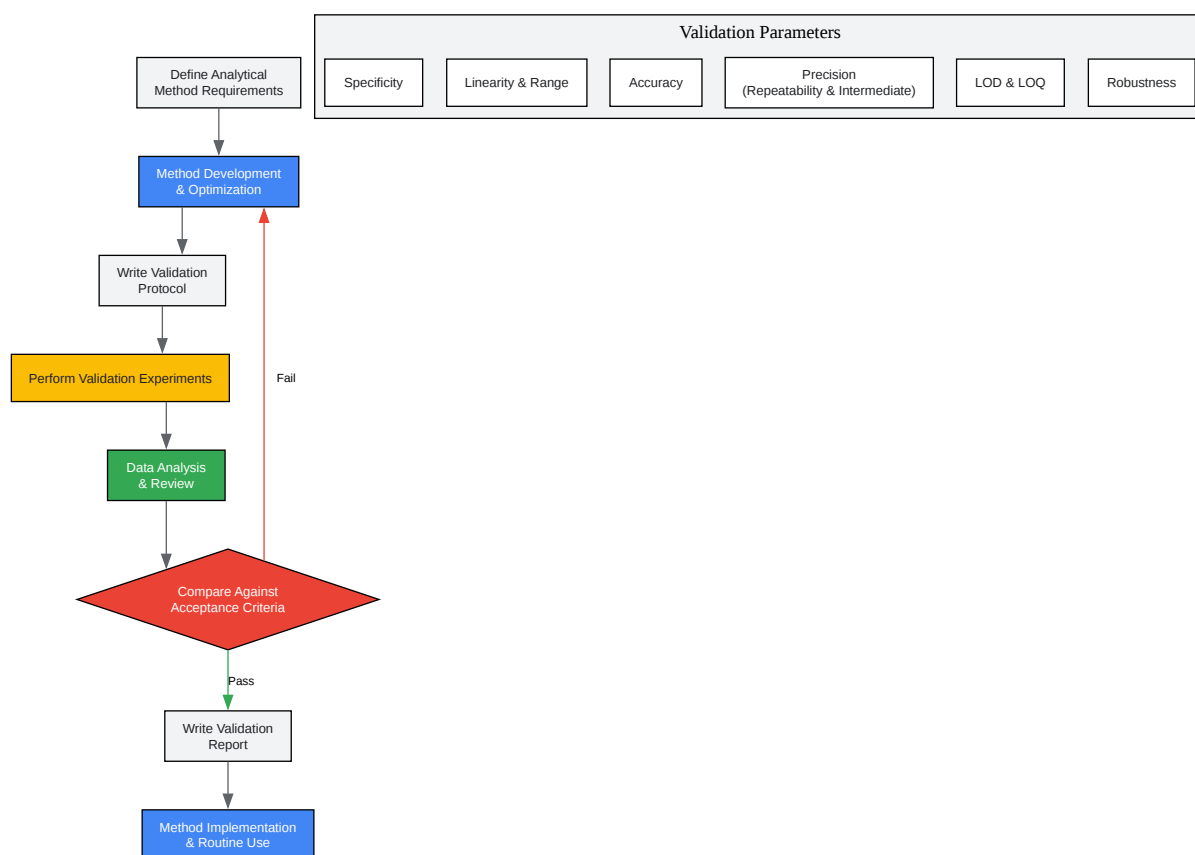 Validation Parameters
Specificity
Linearity & Range
Accuracy
Precision
(Repeatability & Intermediate)
LOD & LOQ
Robustness
Define Analytical
Method Requirements
Method Development
& Optimization
Write Validation
Protocol
Perform Validation Experiments
Fail
Data Analysis
& Review
Compare Against
Acceptance Criteria
Pass
Write Validation
Report
Method Implementation
& Routine Use